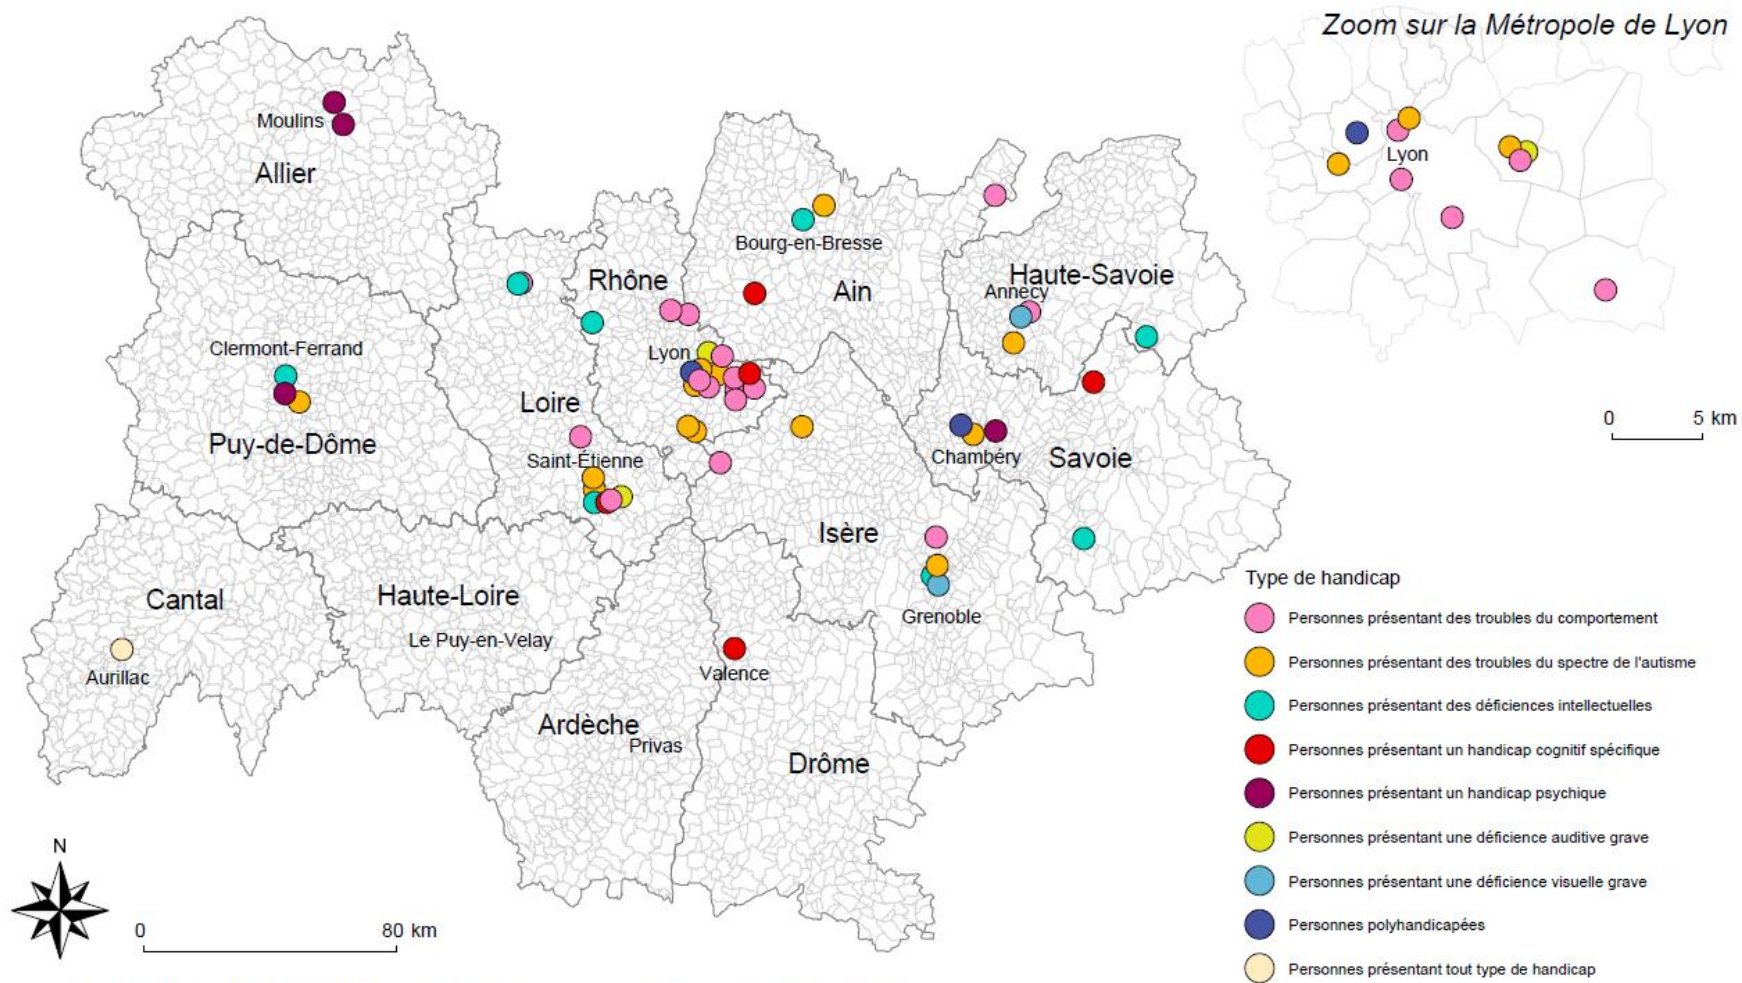 Zoom sur la Métropole de Lyon
Moulins
Allier
Lyon
Bourg-en-Bresse
Rhône
Haute-Savoie
Annecy
Ain
Clermont-Ferrand
Lyon
Loire
0 5 km
Puy-de-Dôme
Saint-Étienne
Chambéry
Savoie
Isère
Type de handicap
Cantal
Haute-Loire
Grenoble
Personnes présentant des troubles du comportement
Le Puy-en-Velay
Personnes présentant des troubles du spectre de l'autisme
Aurillac
Valence
Personnes présentant des déficiences intellectuelles
Ardèche
Privas
Personnes présentant un handicap cognitif spécifique
Drôme
Personnes présentant un handicap psychique
N
Personnes présentant une déficience auditive grave
Personnes présentant une déficience visuelle grave
0 80 km
Personnes polyhandicapées
Personnes présentant tout type de handicap